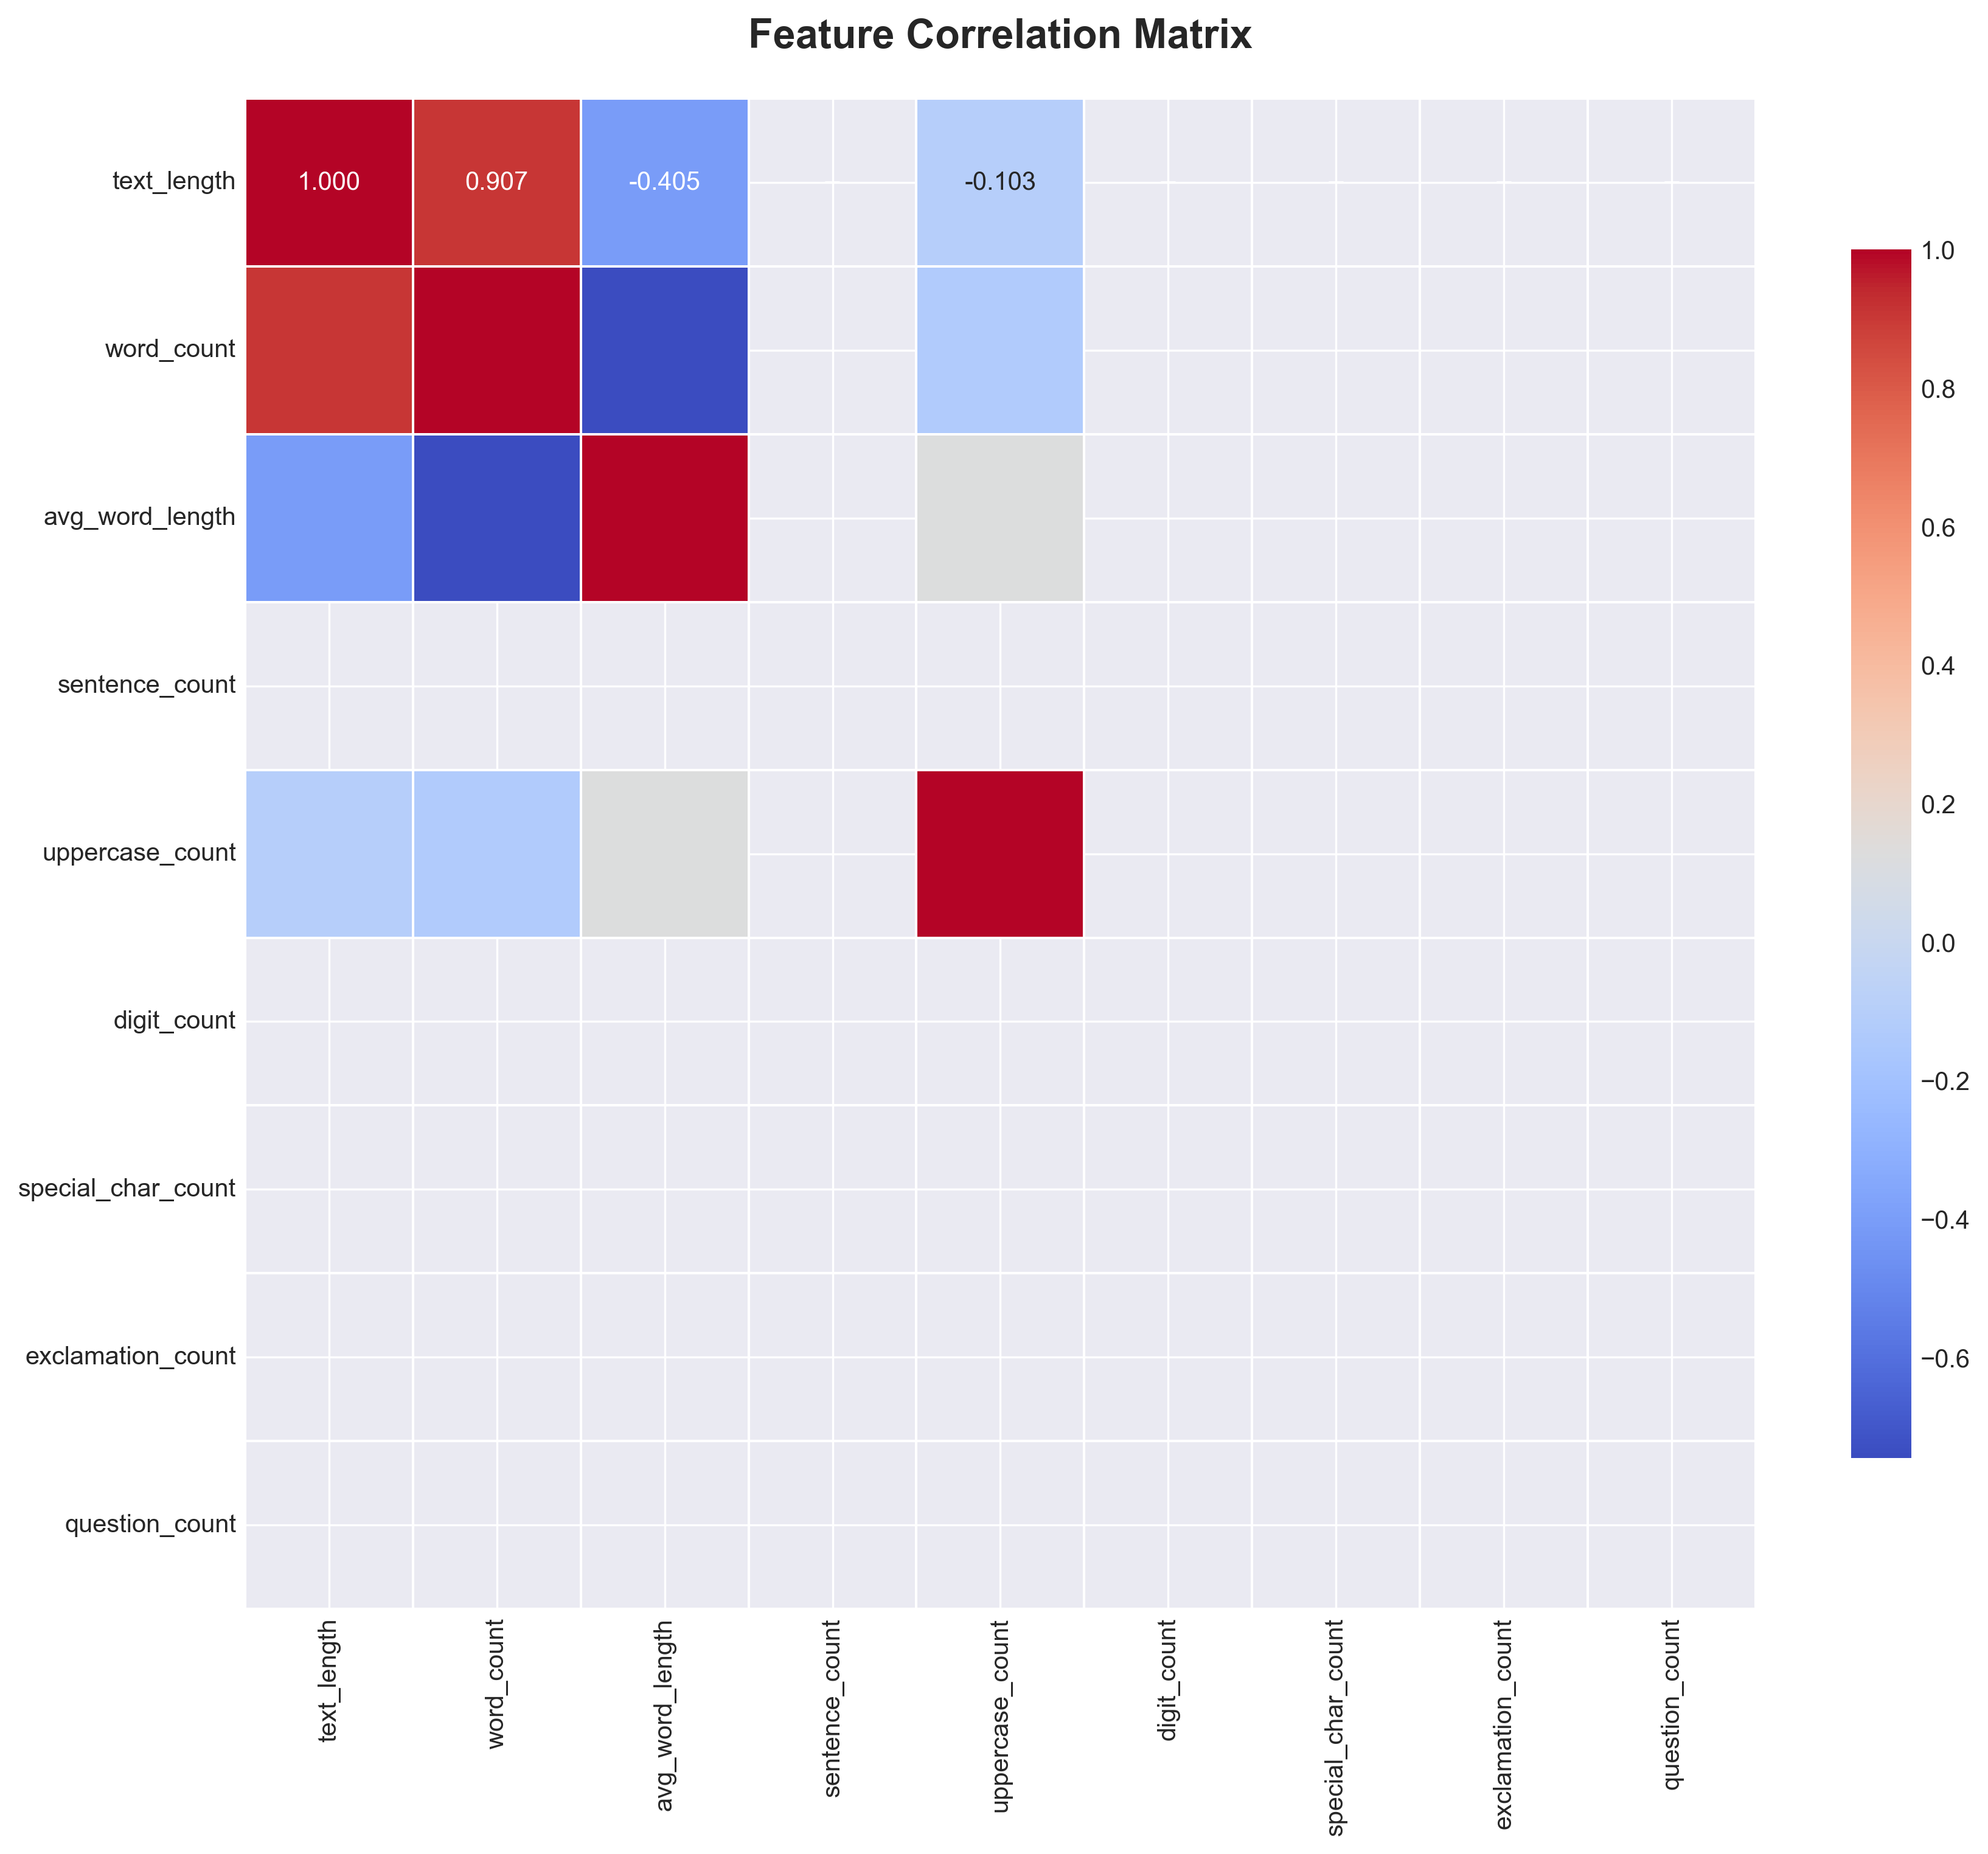 Feature Correlation Matrix
text_length 1.000 0.907 -0.405 -0.103
word_count
avg_word_length
sentence_count
uppercase_count
digit_count
special_char_count
exclamation_count
question_count
text_length
word_count
avg_word_length
sentence_count
uppercase_count
digit_count
special_char_count
exclamation_count
question_count
1.0
0.8
0.6
0.4
0.2
0.0
−0.2
−0.4
−0.6